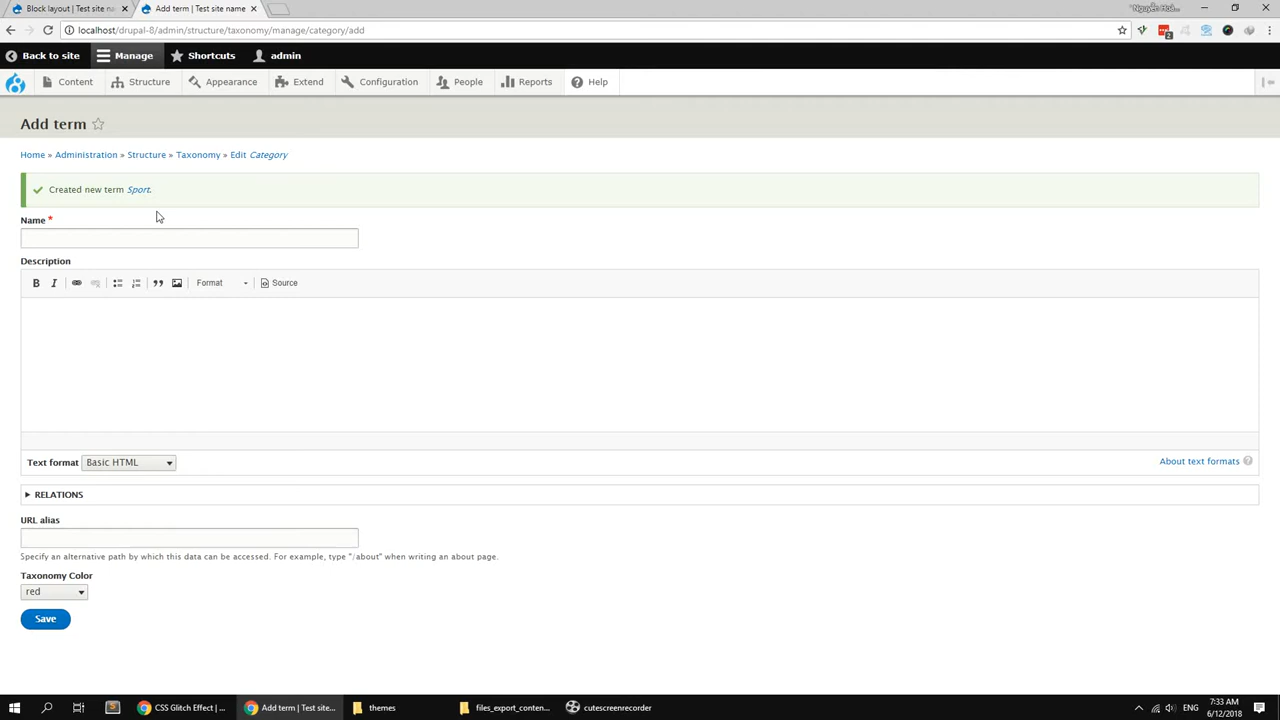 Block layout | Test site na
Add term | Test site name
"Nguyễn Hoà...
localhost/drupal-8/admin/structure/taxonomy/manage/category/add
2
Back to site
Manage
Shortcuts
admin
Content
Structure
Appearance
Extend
Configuration
People
Reports
Help
Add term
Home » Administration » Structure » Taxonomy » Edit Category
Created new term Sport.
Name *
Description
B I Format Source
Text format Basic HTML
About text formats ?
RELATIONS
URL alias
Specify an alternative path by which this data can be accessed. For example, type "/about" when writing an about page.
Taxonomy Color
red
Save
CSS Glitch Effect | ...
Add term | Test site...
themes
files_export_conten...
cutescreenrecorder
ENG
7:33 AM
6/12/2018